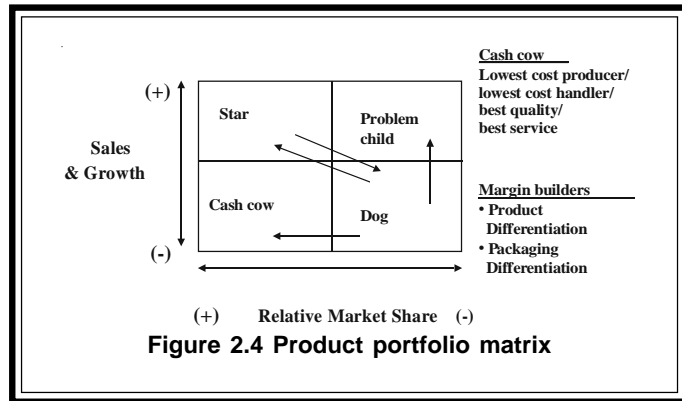 Cash cow
Lowest cost producer/
lowest cost handler/
best quality/
best service
(+)
Star
Problem
child
Sales
& Growth
Cash cow
Dog
(-)
Margin builders
• Product
Differentiation
• Packaging
Differentiation
(+) Relative Market Share (-)
Figure 2.4 Product portfolio matrix